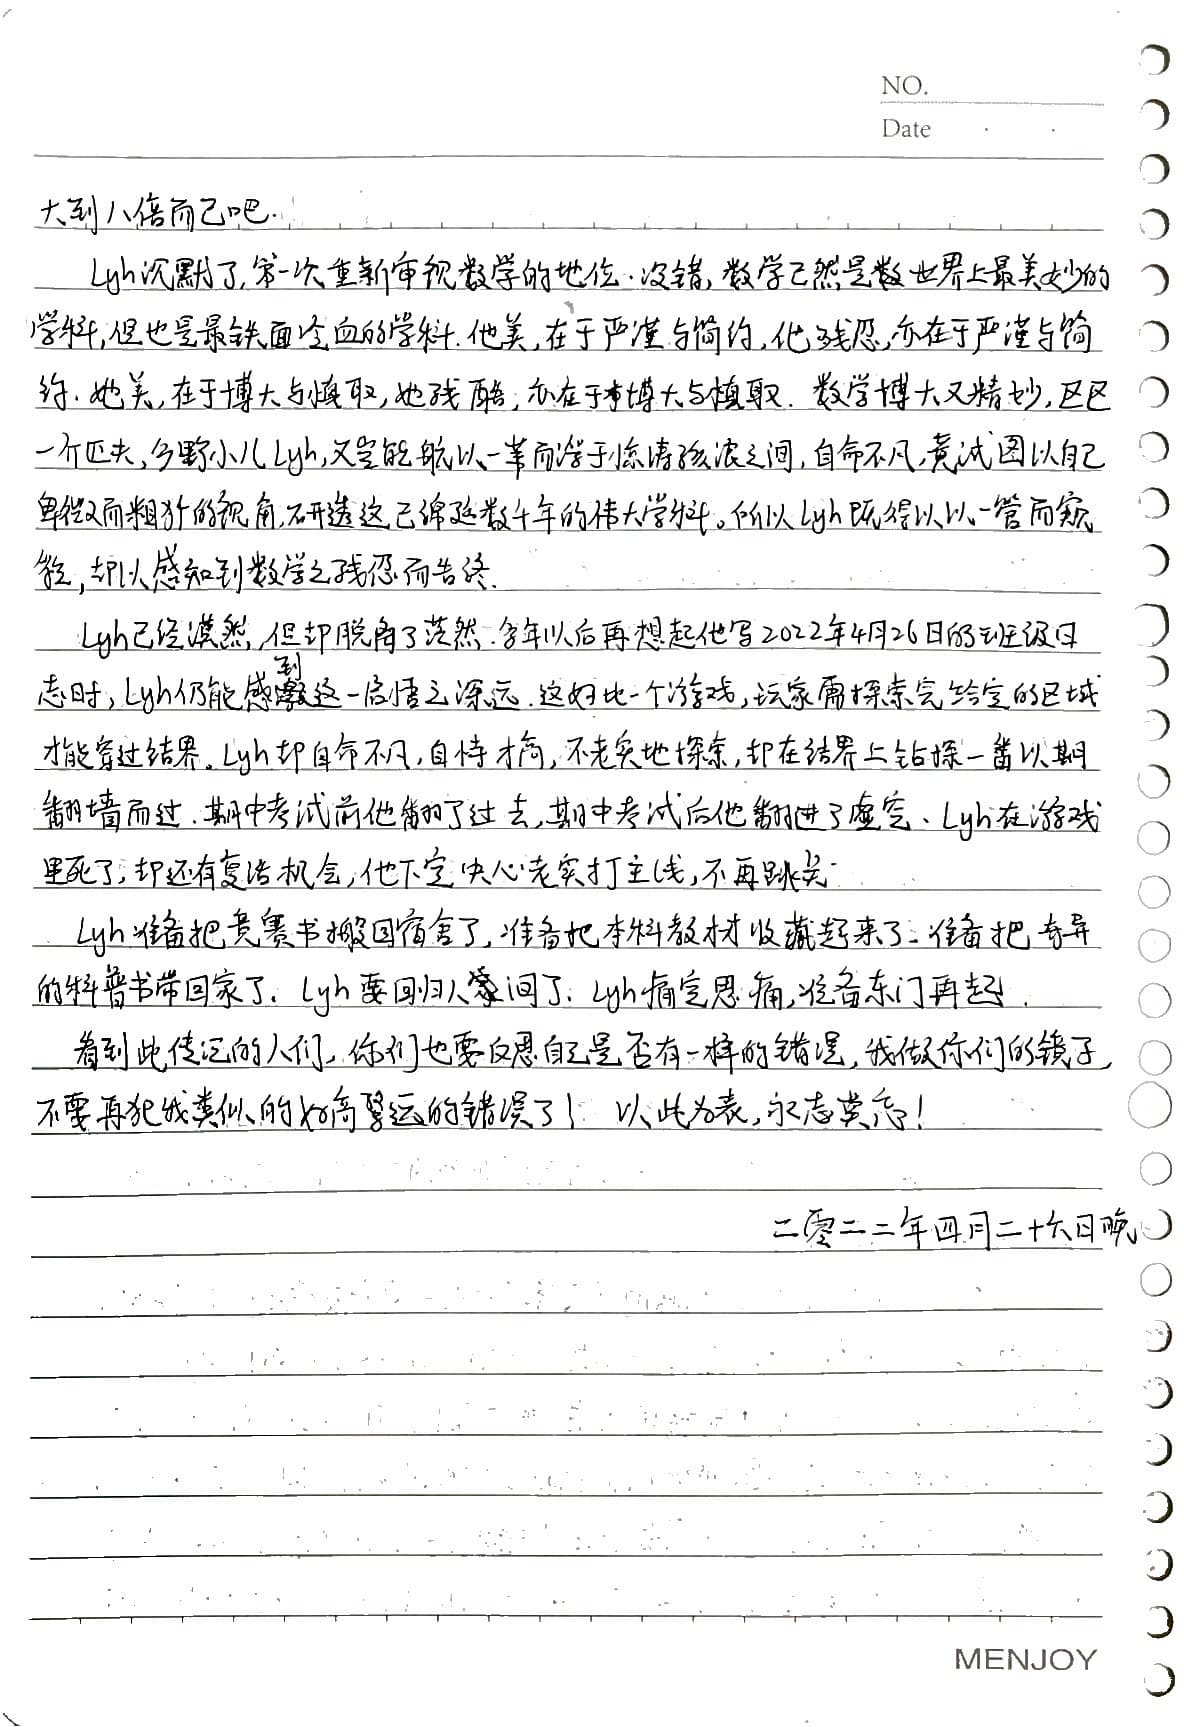 NO.
Date
大到八倍而已吧.
Lyh沉默了,第一次重新审视数学的地位.没错,数学已然是数世界上最美妙的
学科,但也是最铁面冷血的学科.他美,在于严谨与简约,他残忍,亦在于严谨与简
约.她美,在于博大与慎取,她残酷,亦在于博大与慎取.数学博大又精妙,区区
一介匹夫,乡野小儿Lyh,又岂能航以一苇而浮于惊涛骇浪之间,自命不凡,竟试图以自己
卑微又而粗犷的视角,研透这已绵延数千年的伟大学科。所以Lyh既得以以一管而窥
貌,却以感知到数学之残忍而告终.
Lyh已经漠然,但却脱离了茫然.多年以后再想起他写2022年4月26日的班级日
志时,Lyh仍能感到这一启悟之深远.这好比一个游戏,玩家需探索完给定的区域
才能穿过结界。Lyh却自命不凡,自恃才高,不老实地探索,却在结界上钻探一番以期
翻墙而过.期中考试前他翻了过去,期中考试后他翻进了虚空.Lyh在游戏
里死了,却还有复活机会,他下定决心老实打主线,不再跳关.
Lyh准备把竞赛书搬回宿舍了,准备把本科教材收藏起来了.准备把奇异
的科普书带回家了.Lyh要回归人间了.Lyh痛定思痛,准备东门再起.
看到此传记的人们,你们也要反思自己是否有一样的错误,我做你们的镜子,
不要再犯我类似的好高骛远的错误了!以此为表,永志莫忘!
二零二二年四月二十六日晚
MENJOY